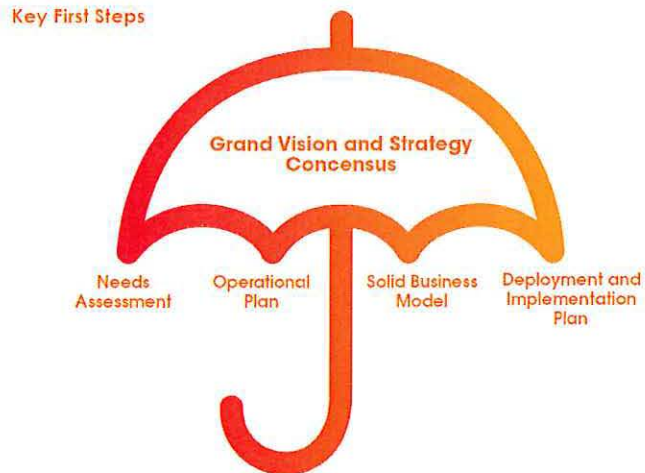 Key First Steps
Grand Vision and Strategy
Concensus
Needs
Assessment
Operational
Plan
Solid Business
Model
Deployment and
Implementation
Plan